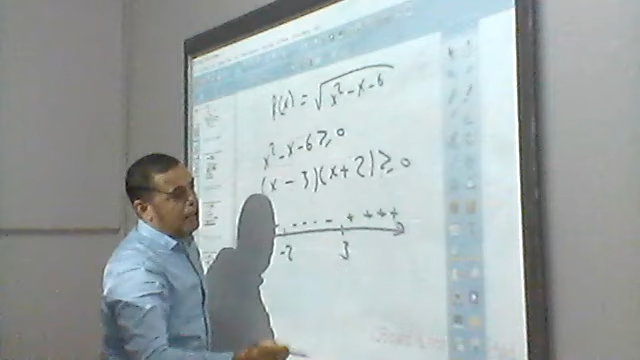 f(x) = √x² - x - 6
x² - x - 6 ≥ 0
(x - 3)(x + 2) ≥ 0
- - - - + + + +
-2 3